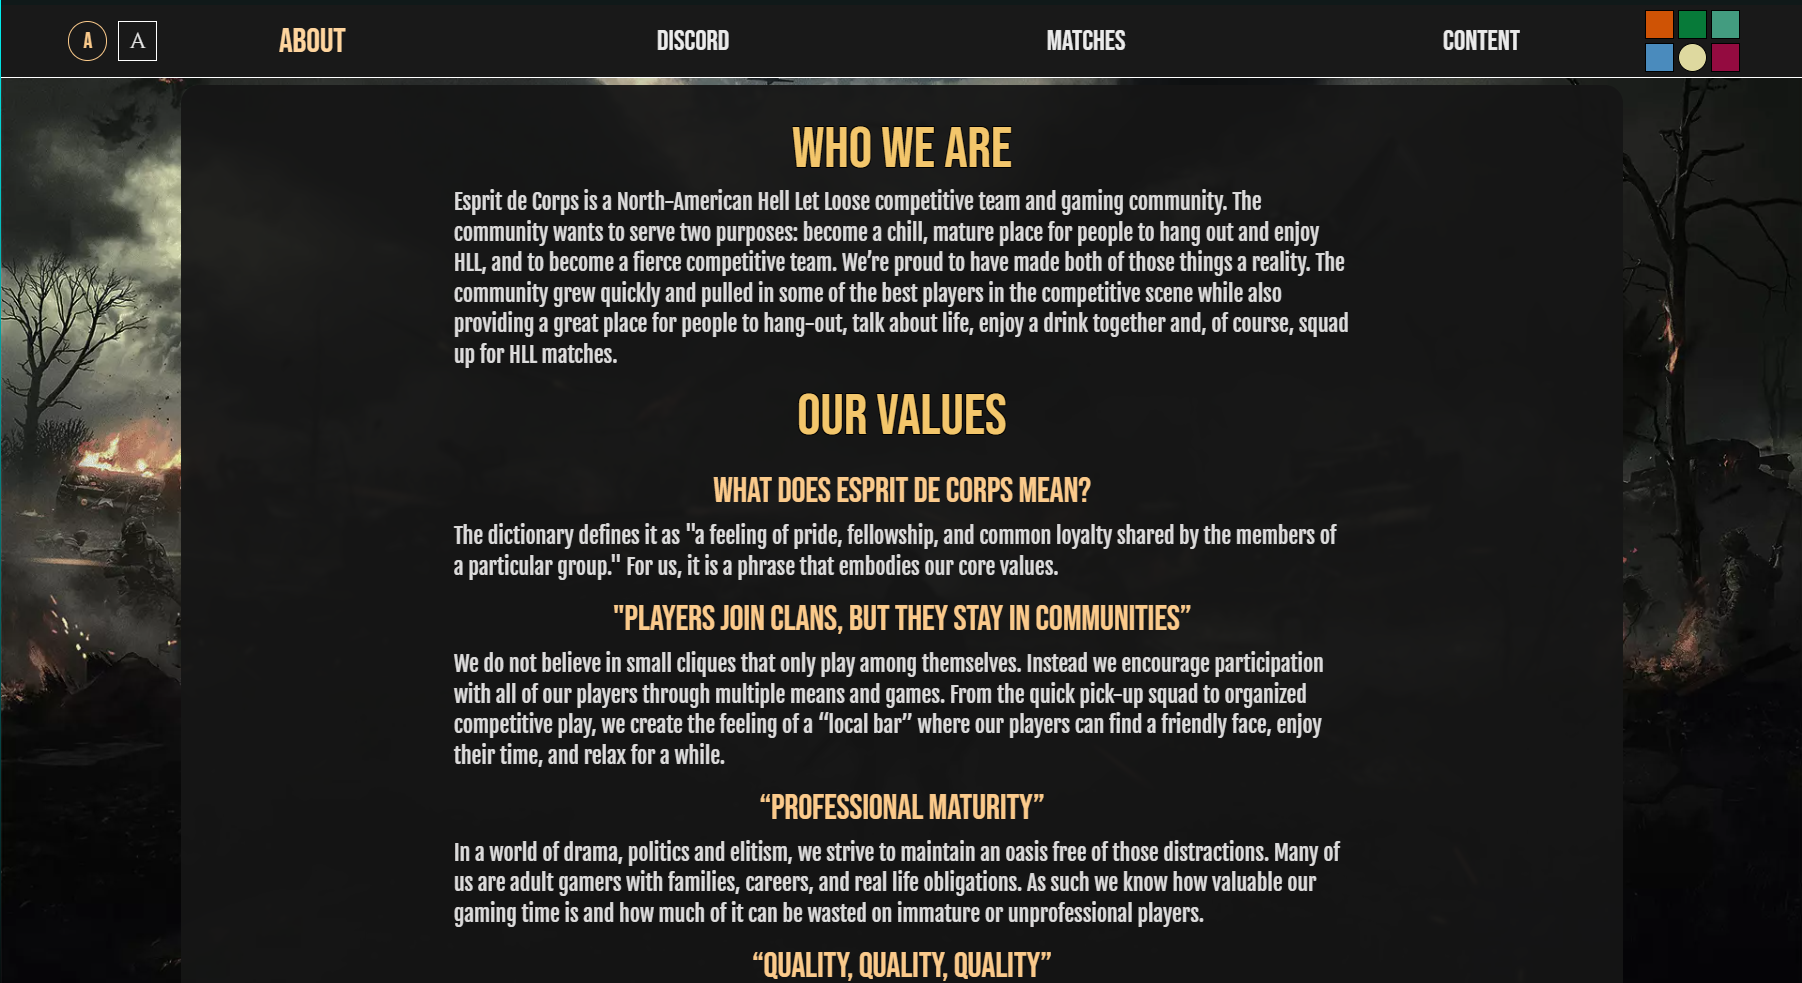 A A ABOUT DISCORD MATCHES CONTENT
WHO WE ARE
Esprit de Corps is a North-American Hell Let Loose competitive team and gaming community. The
community wants to serve two purposes: become a chill, mature place for people to hang out and enjoy
HLL, and to become a fierce competitive team. We’re proud to have made both of those things a reality. The
community grew quickly and pulled in some of the best players in the competitive scene while also
providing a great place for people to hang-out, talk about life, enjoy a drink together and, of course, squad
up for HLL matches.
OUR VALUES
WHAT DOES ESPRIT DE CORPS MEAN?
The dictionary defines it as "a feeling of pride, fellowship, and common loyalty shared by the members of
a particular group." For us, it is a phrase that embodies our core values.
"PLAYERS JOIN CLANS, BUT THEY STAY IN COMMUNITIES”
We do not believe in small cliques that only play among themselves. Instead we encourage participation
with all of our players through multiple means and games. From the quick pick-up squad to organized
competitive play, we create the feeling of a “local bar” where our players can find a friendly face, enjoy
their time, and relax for a while.
“PROFESSIONAL MATURITY”
In a world of drama, politics and elitism, we strive to maintain an oasis free of those distractions. Many of
us are adult gamers with families, careers, and real life obligations. As such we know how valuable our
gaming time is and how much of it can be wasted on immature or unprofessional players.
“QUALITY, QUALITY, QUALITY”